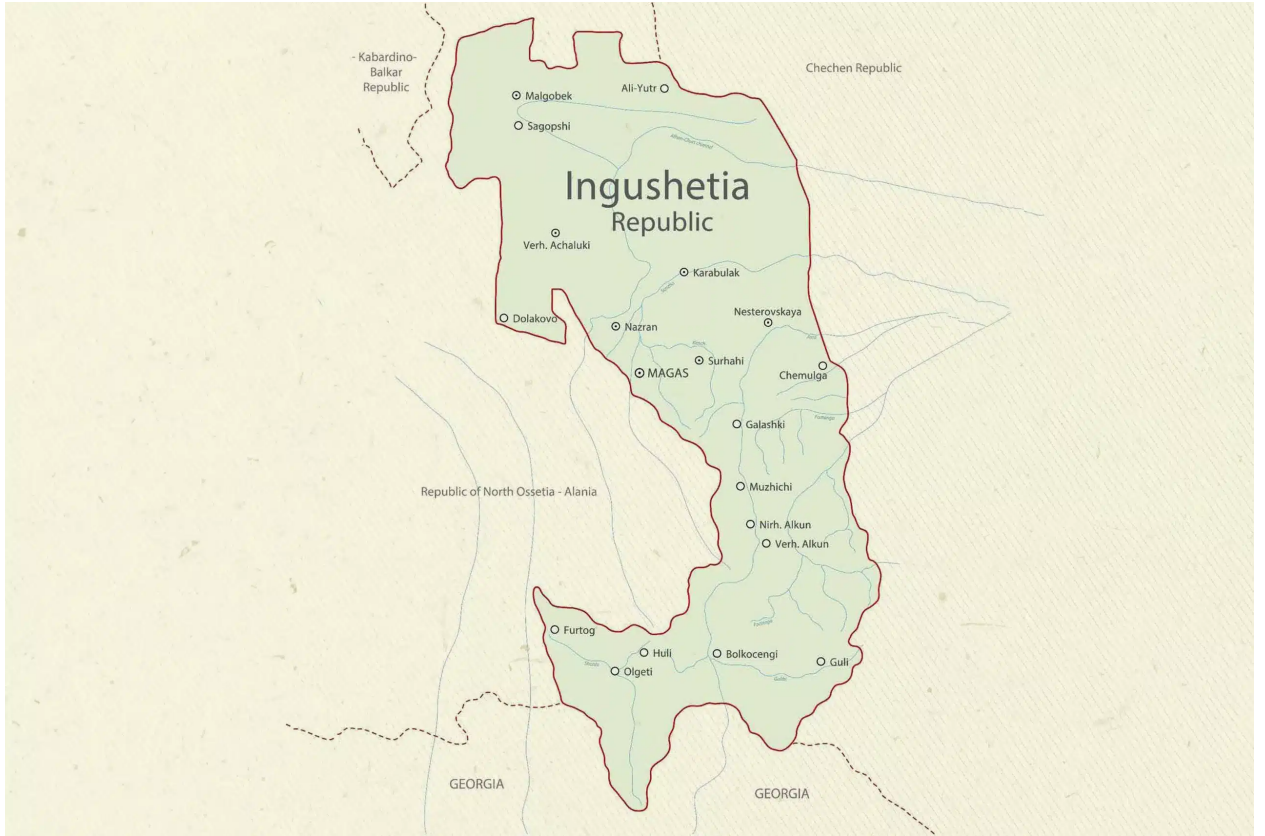 - Kabardino-
Balkar
Republic
Chechen Republic
Ali-Yutr
Malgobek
Sagopshi
Ingushetia
Republic
Verh. Achaluki
Karabulak
Nesterovskaya
Dolakovo
Nazran
Surhahi
MAGAS
Chemulga
Galashki
Republic of North Ossetia - Alania
Muzhichi
Nirh. Alkun
Verh. Alkun
Furtog
Huli
Bolkocengi
Guli
Olgeti
GEORGIA
GEORGIA